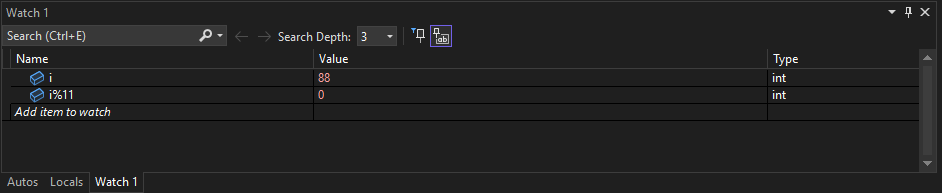 Watch 1
Search (Ctrl+E) Search Depth: 3
Name Value Type
i 88 int
i%11 0 int
Add item to watch
Autos Locals Watch 1